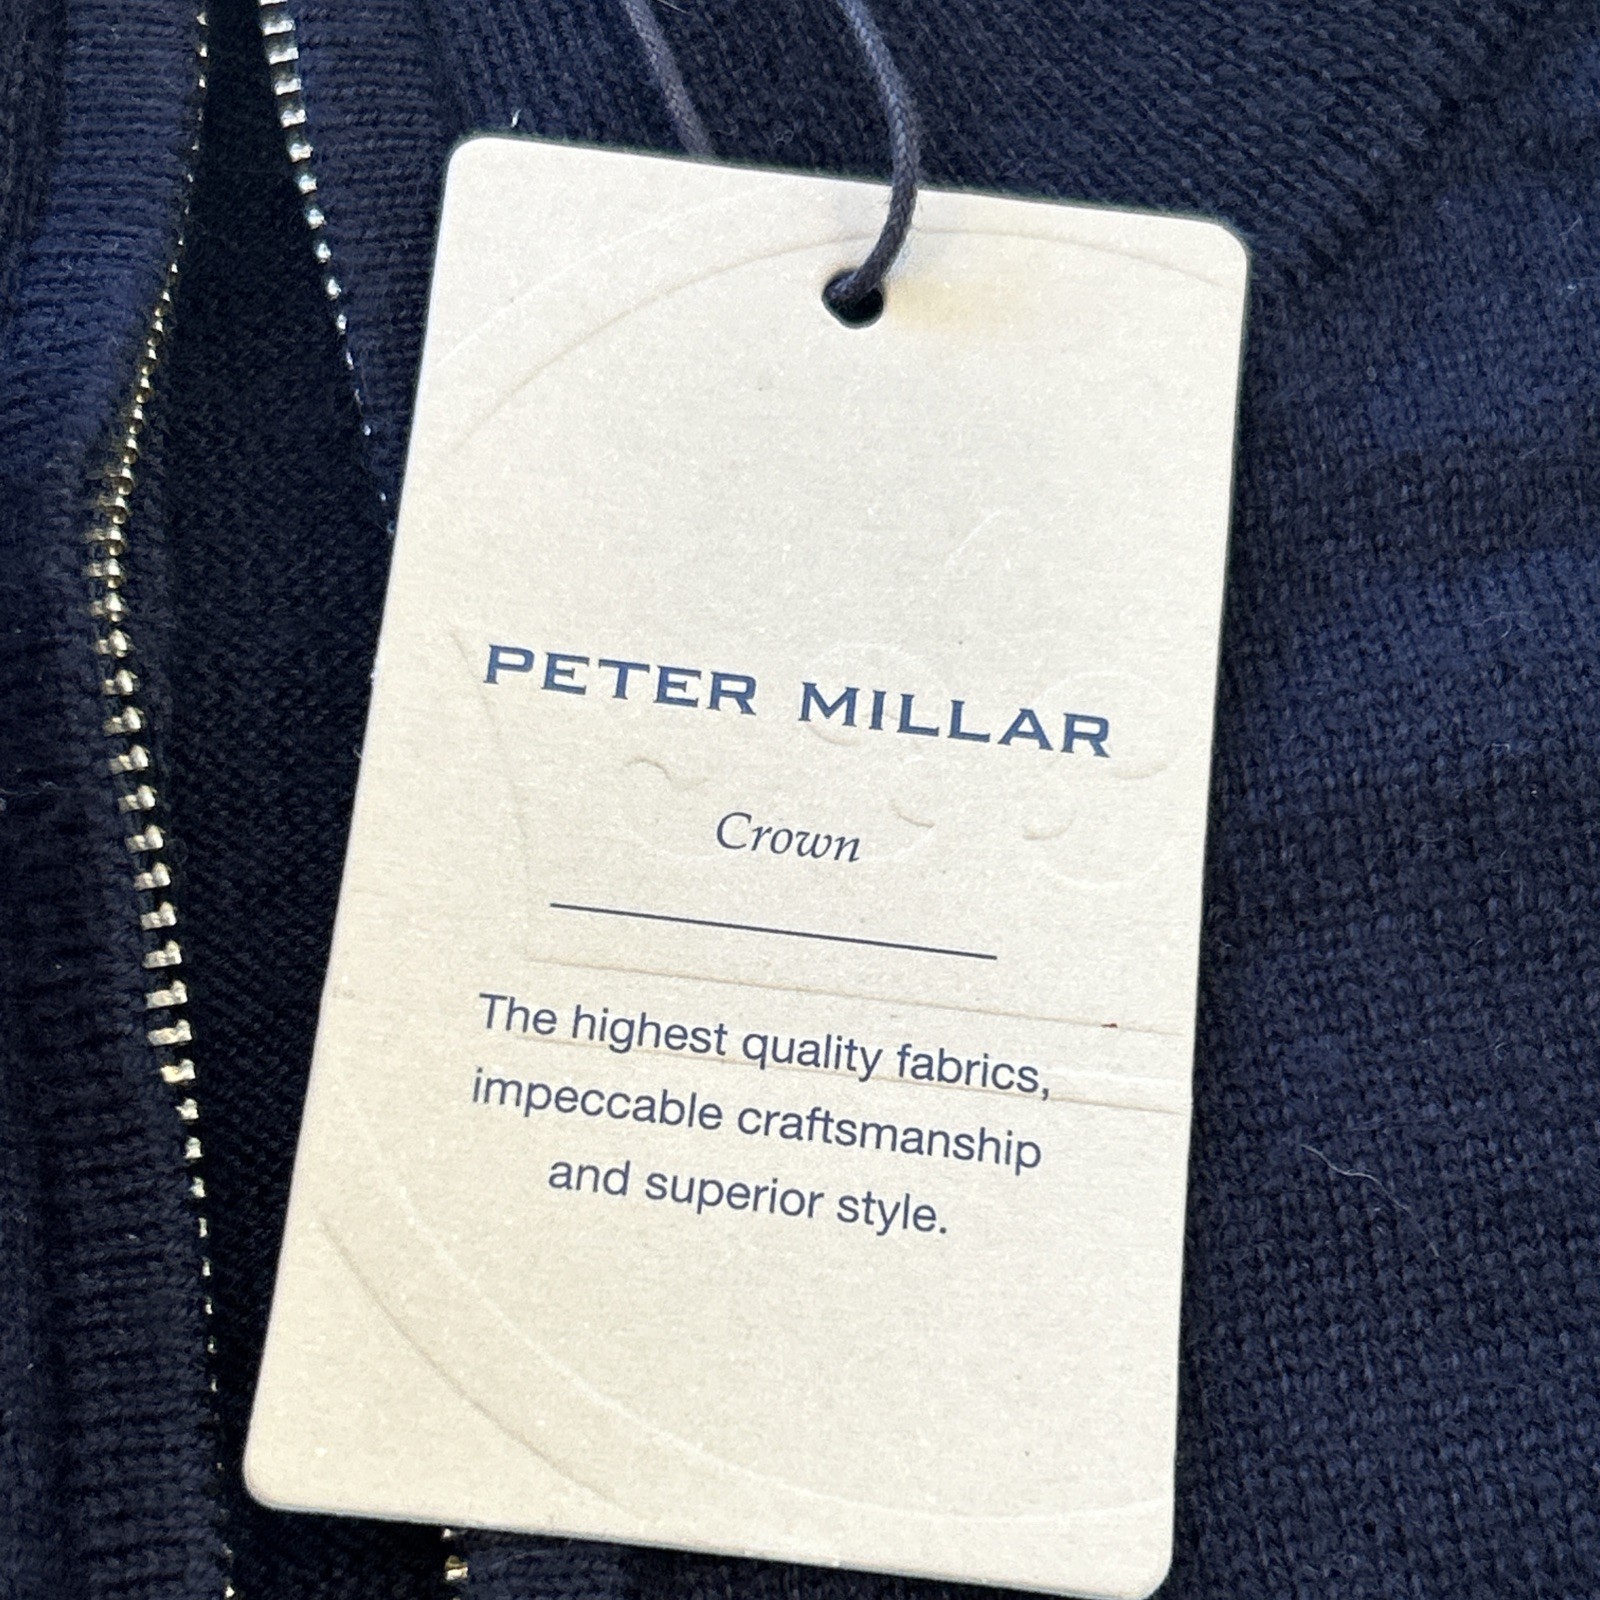 PETER MILLAR
Crown
The highest quality fabrics,
impeccable craftsmanship
and superior style.